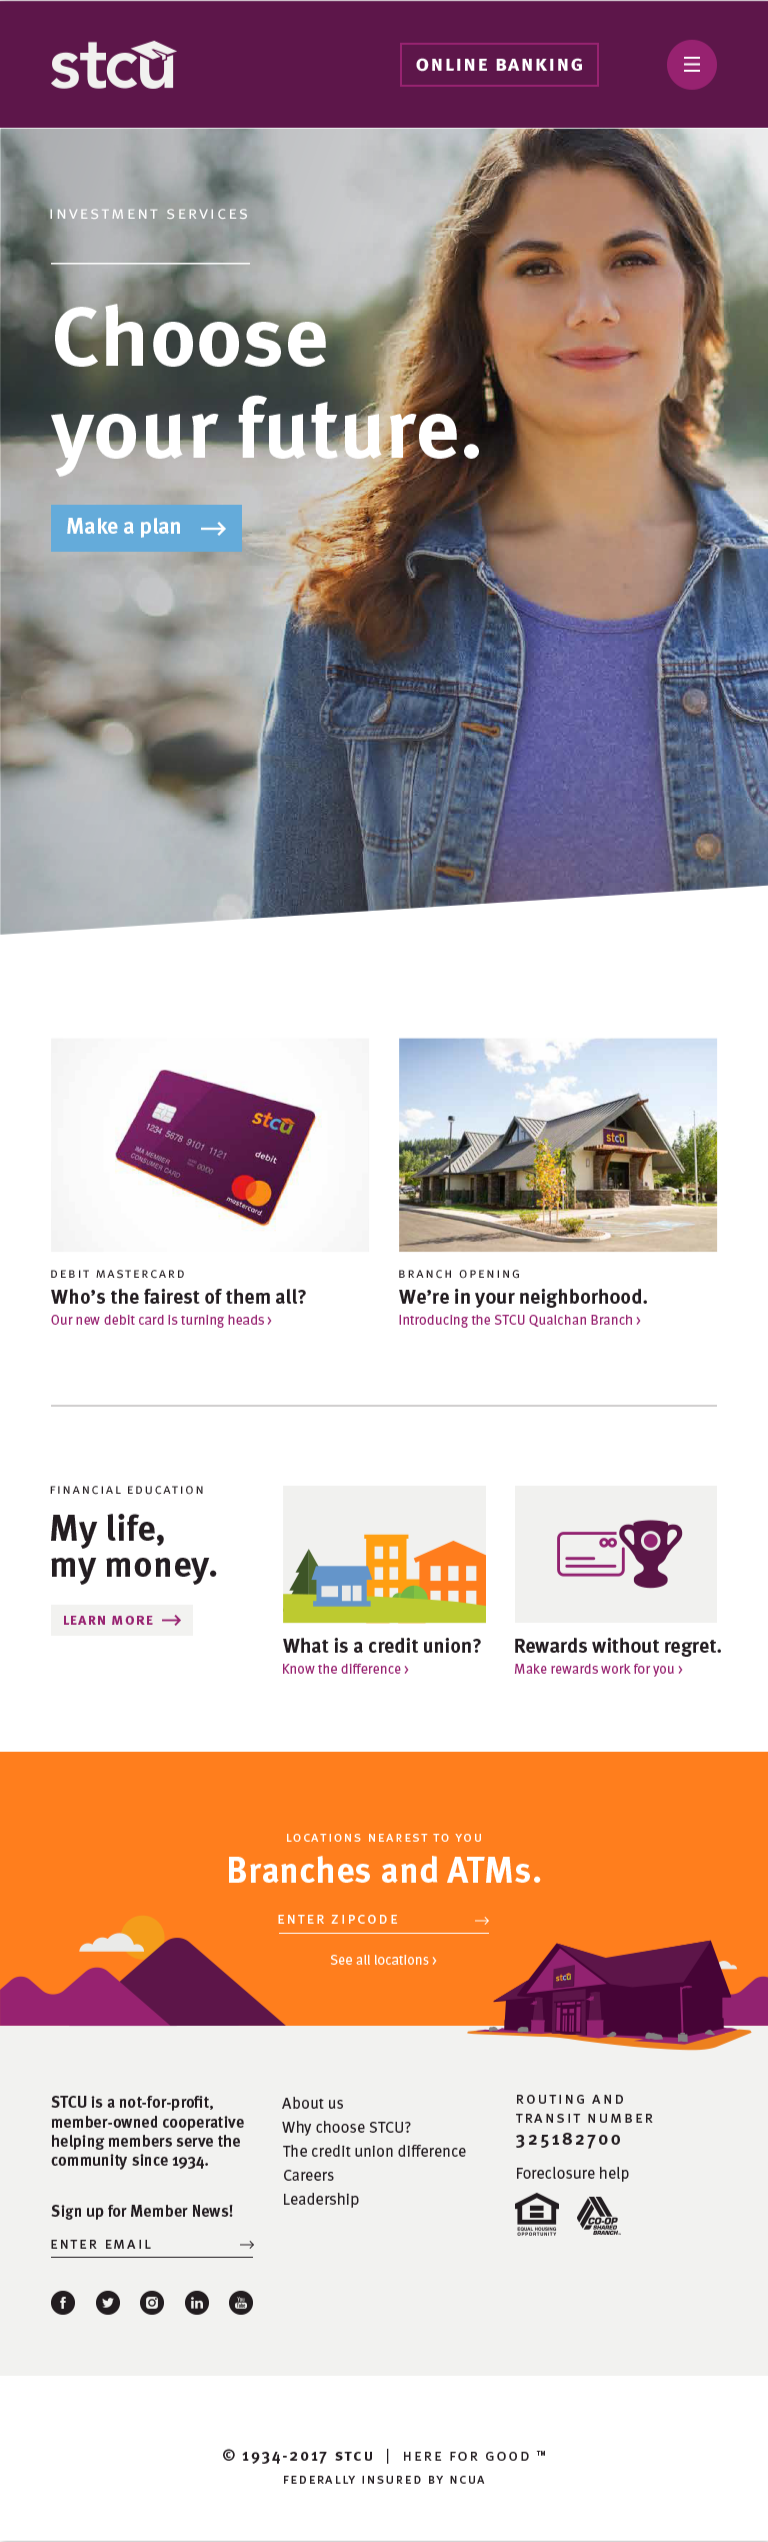 stcu
ONLINE BANKING
INVESTMENT SERVICES
Choose
your future.
Make a plan
stcu
1234 5678 9101 1121
debit
IMA MEMBER
CONSUMER CARD
00/00
mastercard
stcu
DEBIT MASTERCARD
Who's the fairest of them all?
Our new debit card is turning heads ›
BRANCH OPENING
We're in your neighborhood.
Introducing the STCU Qualchan Branch ›
FINANCIAL EDUCATION
My life,
my money.
LEARN MORE
What is a credit union?
Know the difference ›
Rewards without regret.
Make rewards work for you ›
LOCATIONS NEAREST TO YOU
Branches and ATMs.
ENTER ZIPCODE
See all locations ›
stcu
STCU is a not-for-profit,
member-owned cooperative
helping members serve the
community since 1934.
Sign up for Member News!
ENTER EMAIL
About us
Why choose STCU?
The credit union difference
Careers
Leadership
ROUTING AND
TRANSIT NUMBER
325182700
Foreclosure help
EQUAL HOUSING
OPPORTUNITY
CO-OP
SHARED
BRANCH
You
Tube
© 1934-2017 STCU | HERE FOR GOOD ™
FEDERALLY INSURED BY NCUA